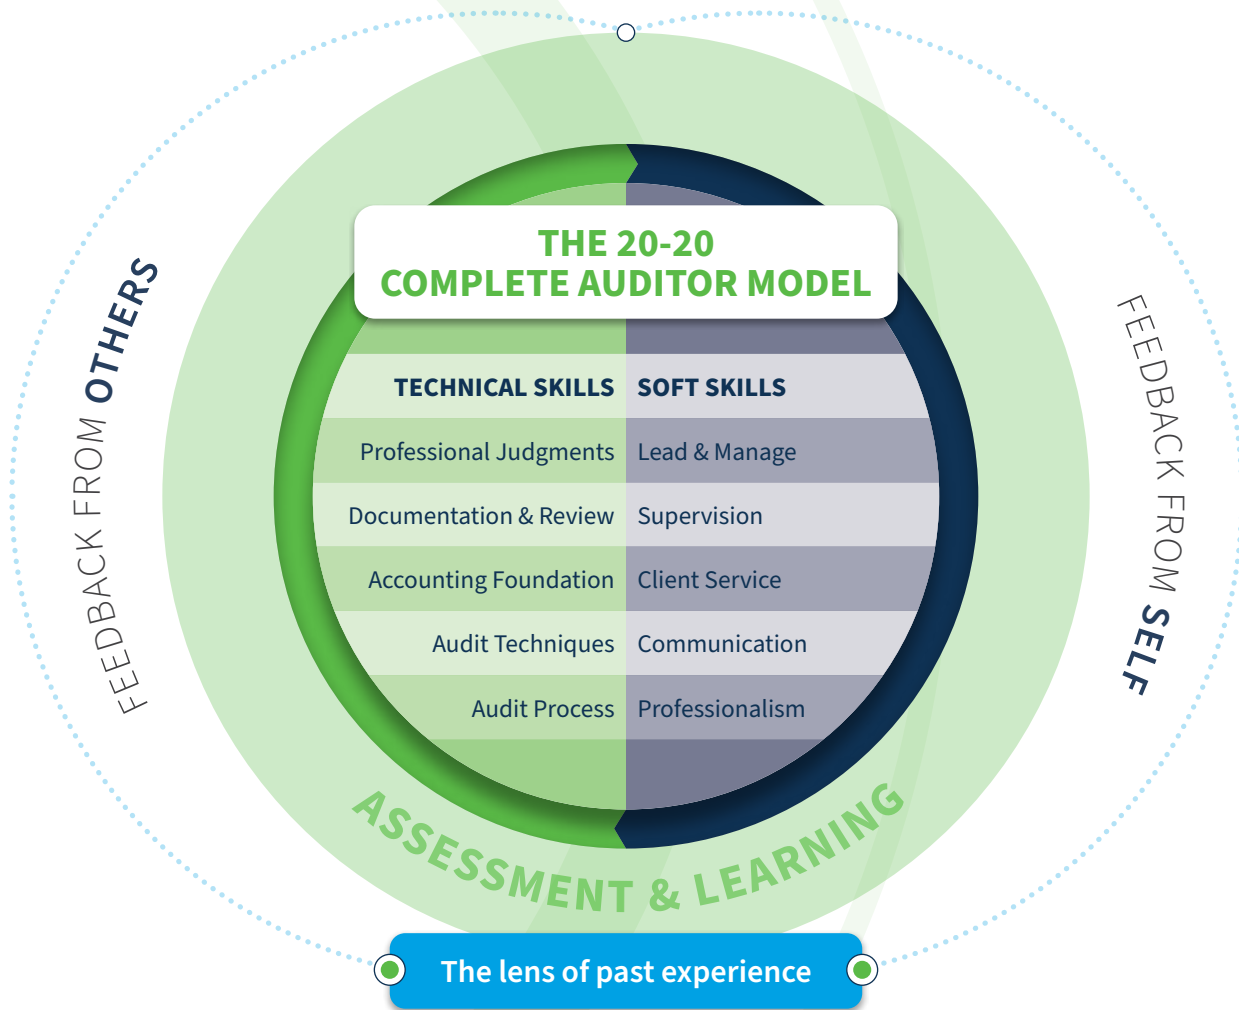 THE 20-20
COMPLETE AUDITOR MODEL
TECHNICAL SKILLS
SOFT SKILLS
Professional Judgments
Lead & Manage
Documentation & Review
Supervision
Accounting Foundation
Client Service
Audit Techniques
Communication
Audit Process
Professionalism
FEEDBACK FROM OTHERS
FEEDBACK FROM SELF
ASSESSMENT & LEARNING
The lens of past experience